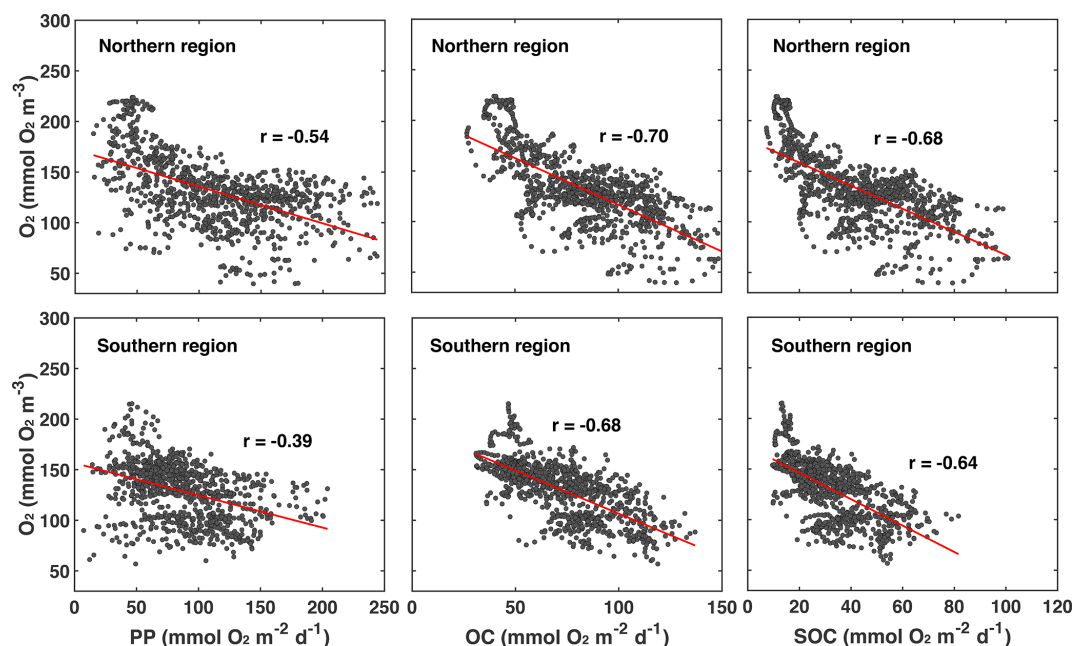 300
250
200
150
100
50
O₂ (mmol O₂ m⁻³)
Northern region
r = -0.54
Northern region
r = -0.70
Northern region
r = -0.68
300
250
200
150
100
50
O₂ (mmol O₂ m⁻³)
Southern region
r = -0.39
Southern region
r = -0.68
Southern region
r = -0.64
0 50 100 150 200 250
PP (mmol O₂ m⁻² d⁻¹)
50 100 150
OC (mmol O₂ m⁻² d⁻¹)
0 20 40 60 80 100 120
SOC (mmol O₂ m⁻² d⁻¹)